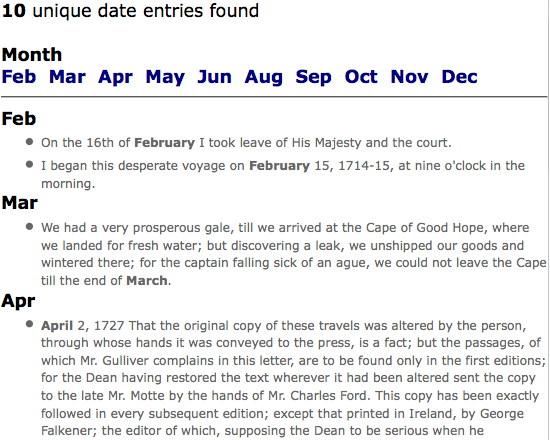 10 unique date entries found
Month
Feb Mar Apr May Jun Aug Sep Oct Nov Dec
Feb
On the 16th of February I took leave of His Majesty and the court.
I began this desperate voyage on February 15, 1714-15, at nine o'clock in the
morning.
Mar
We had a very prosperous gale, till we arrived at the Cape of Good Hope, where
we landed for fresh water; but discovering a leak, we unshipped our goods and
wintered there; for the captain falling sick of an ague, we could not leave the Cape
till the end of March.
Apr
April 2, 1727 That the original copy of these travels was altered by the person,
through whose hands it was conveyed to the press, is a fact; but the passages, of
which Mr. Gulliver complains in this letter, are to be found only in the first editions;
for the Dean having restored the text wherever it had been altered sent the copy
to the late Mr. Motte by the hands of Mr. Charles Ford. This copy has been exactly
followed in every subsequent edition; except that printed in Ireland, by George
Falkener; the editor of which, supposing the Dean to be serious when he